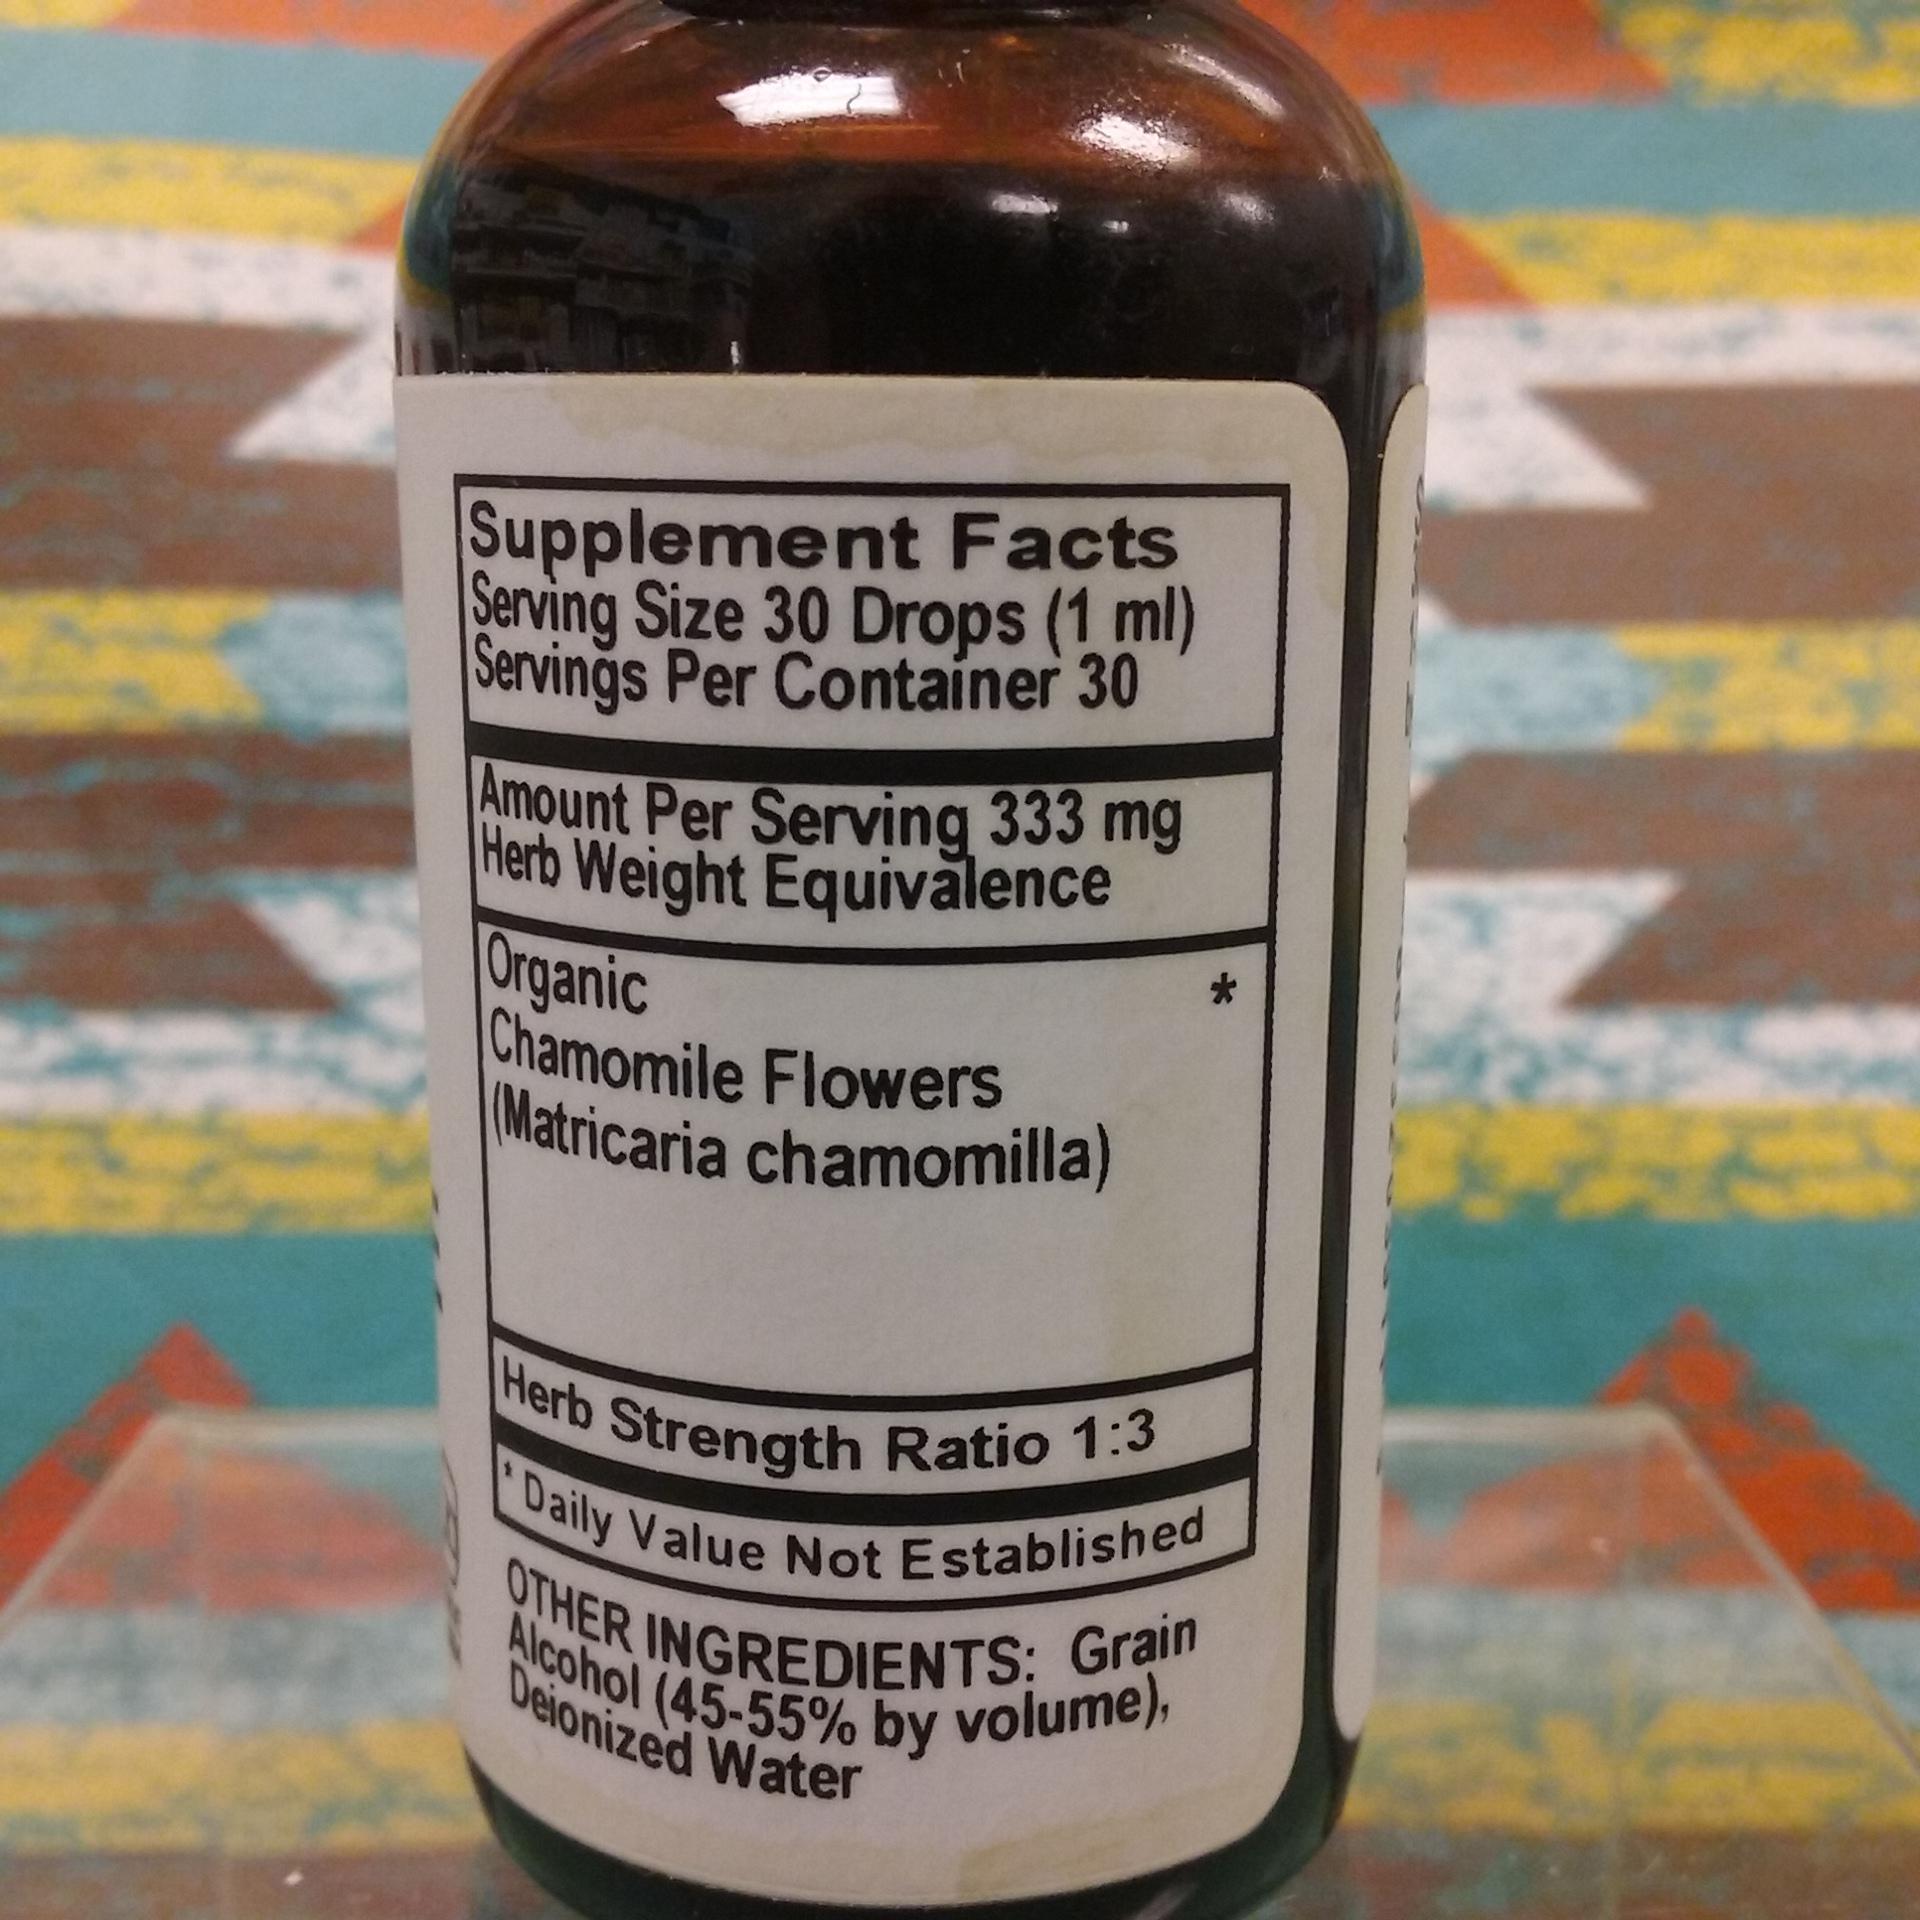 Supplement Facts
Serving Size 30 Drops (1 ml)
Servings Per Container 30
Amount Per Serving 333 mg
Herb Weight Equivalence
Organic *
Chamomile Flowers
(Matricaria chamomilla)
Herb Strength Ratio 1:3
* Daily Value Not Established
OTHER INGREDIENTS: Grain
Alcohol (45-55% by volume),
Deionized Water